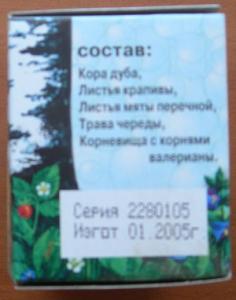 состав:
Кора дуба,
Листья крапивы,
Листья мяты перечной,
Трава череды,
Корневища с корнями
валерианы.
Серия 2280105
Изгот 01.2005г